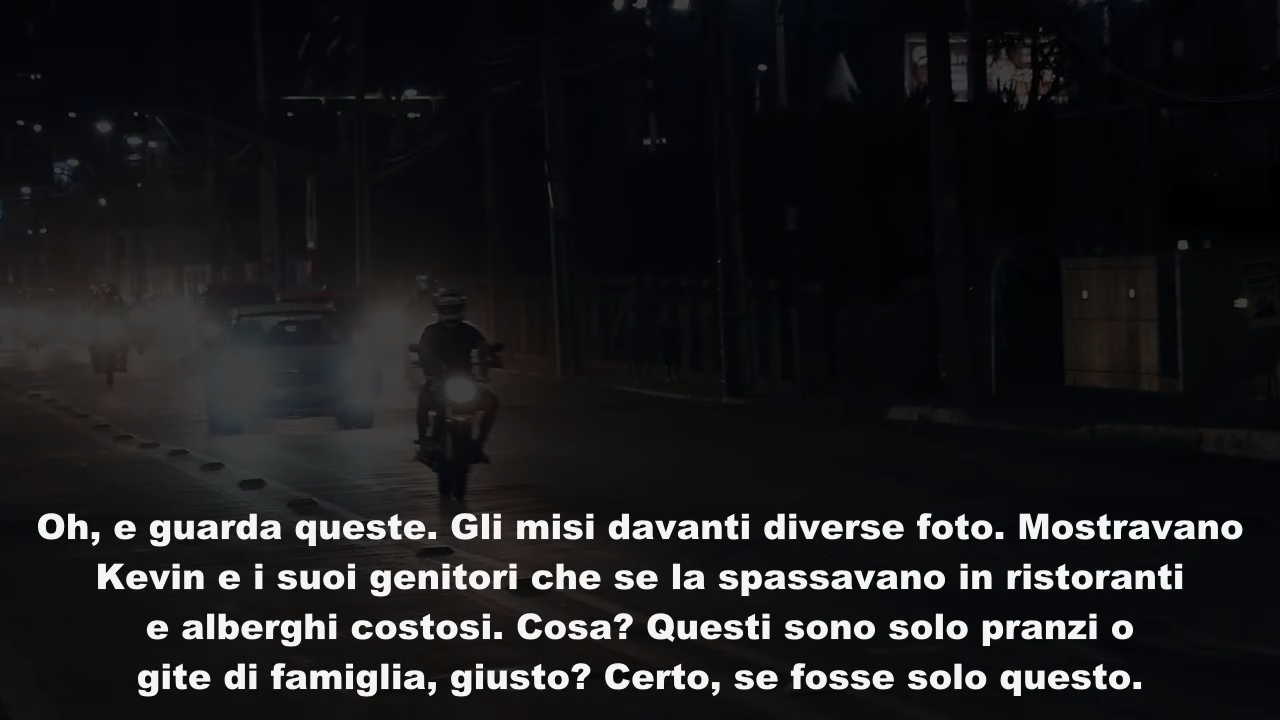 Oh, e guarda queste. Gli misi davanti diverse foto. Mostravano
Kevin e i suoi genitori che se la spassavano in ristoranti
e alberghi costosi. Cosa? Questi sono solo pranzi o
gite di famiglia, giusto? Certo, se fosse solo questo.